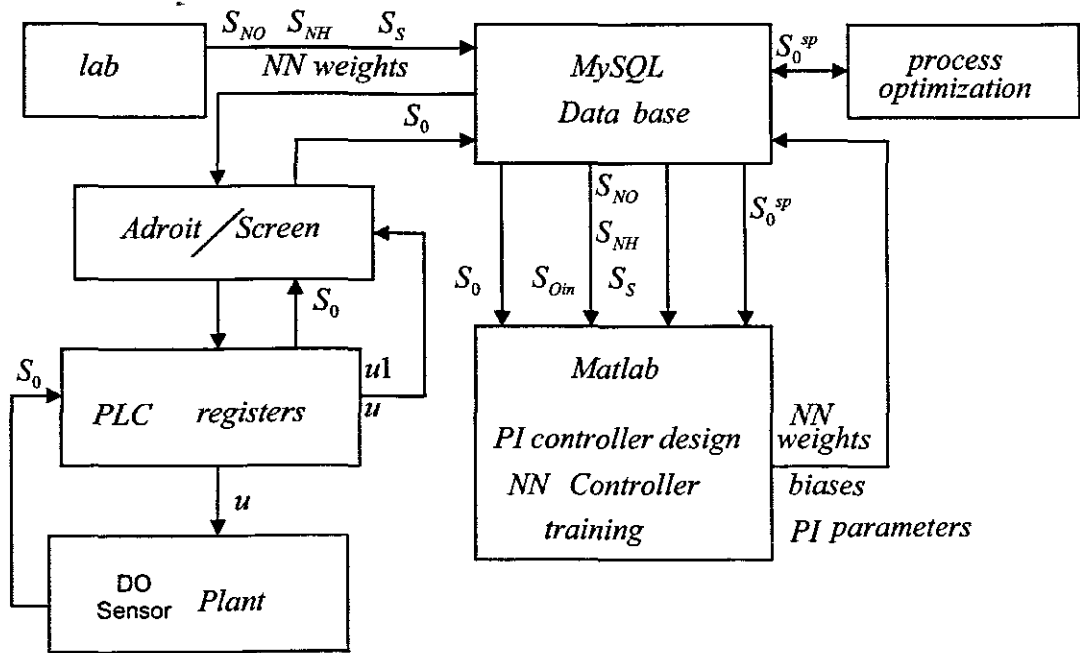 S_NO S_NH S_S
lab
NN weights
MySQL
Data base
S_0^sp
process
optimization
S_0
Adroit / Screen
S_NO
S_NH
S_0^sp
S_0
S_Oin
S_S
S_0
S_0
PLC registers
u1
u
Matlab
PI controller design
NN Controller
training
NN
weights
biases
PI parameters
u
DO
Sensor
Plant